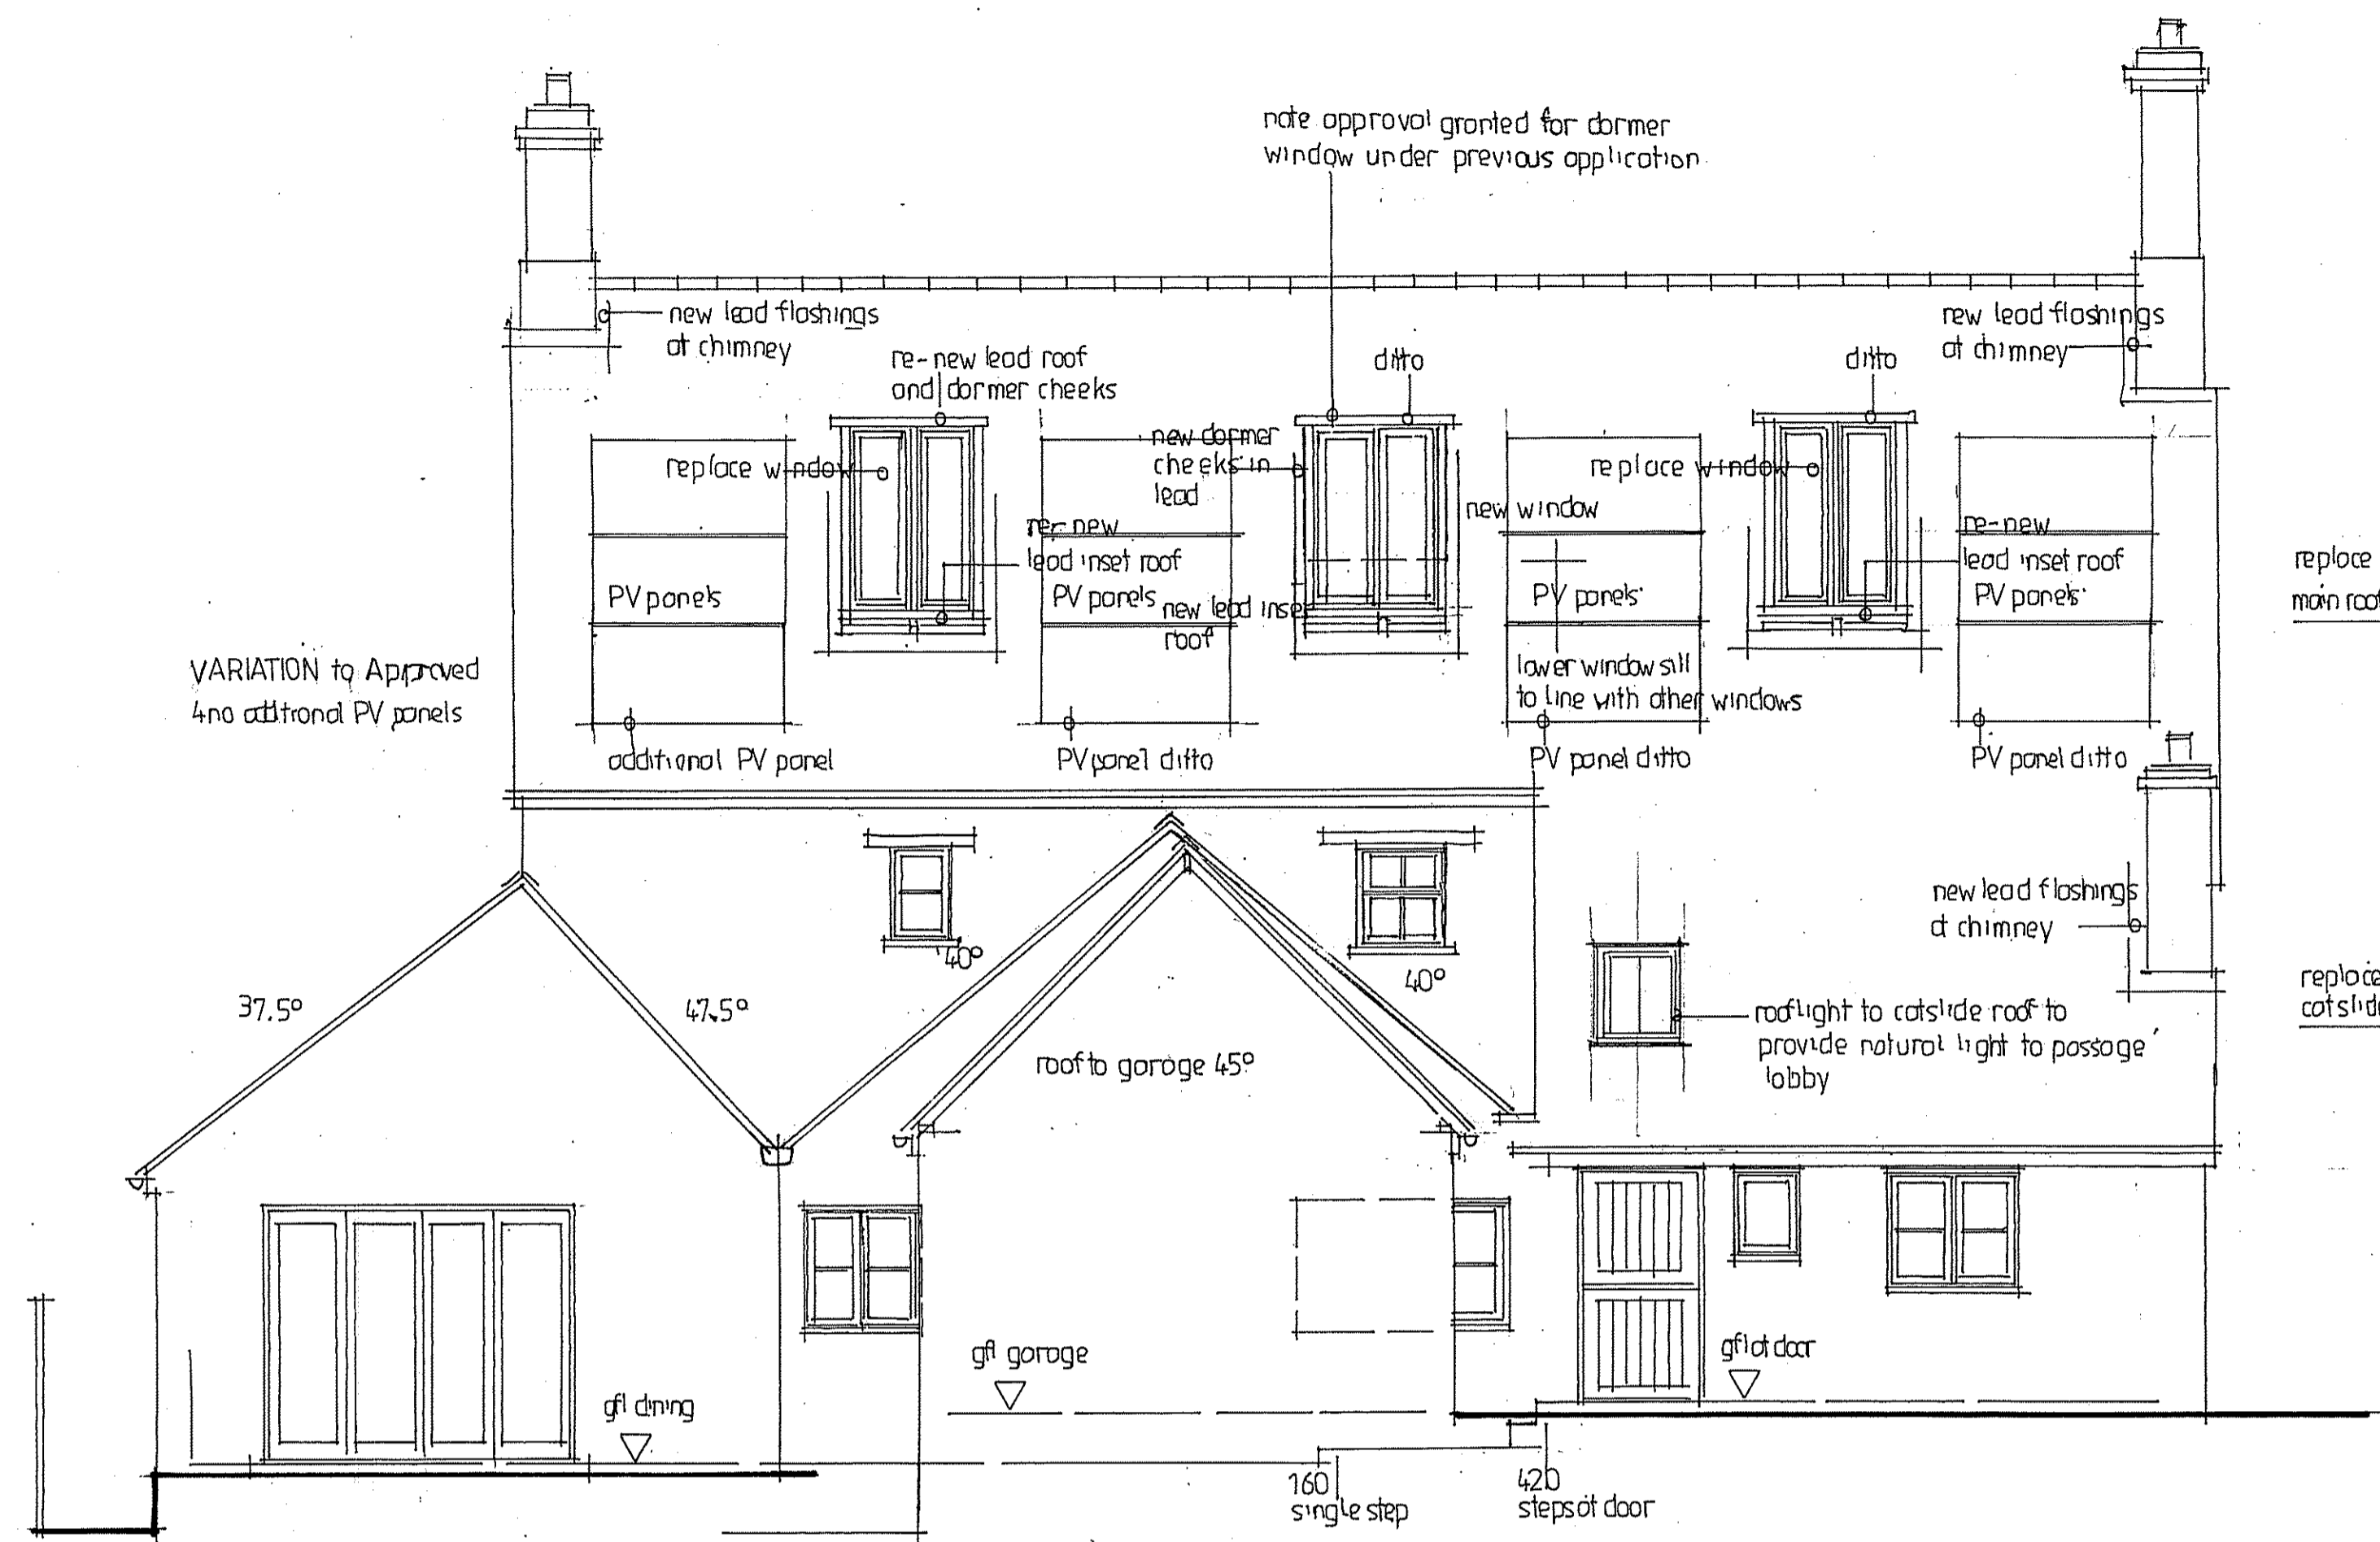 note approval granted for dormer
window under previous application
new lead flashings
at chimney
re-new lead roof
and dormer cheeks
ditto
ditto
new lead flashings
at chimney
replace window
new dormer
cheeks in
lead
replace window
new window
re-new
lead inset roof
re-new
lead inset roof
replace
PV panels
PV panels
new lead inset
roof
PV panels
PV panels
main roof
VARIATION to Approved
4no additional PV panels
lower window sill
to line with other windows
additional PV panel
PV panel ditto
PV panel ditto
PV panel ditto
new lead flashings
at chimney
40°
40°
37.5°
47.5°
replace
catslide
rooflight to catslide roof to
provide natural light to passage
lobby
roof to garage 45°
gfl garage
gfl at door
gfl dining
160
single step
420
steps at door